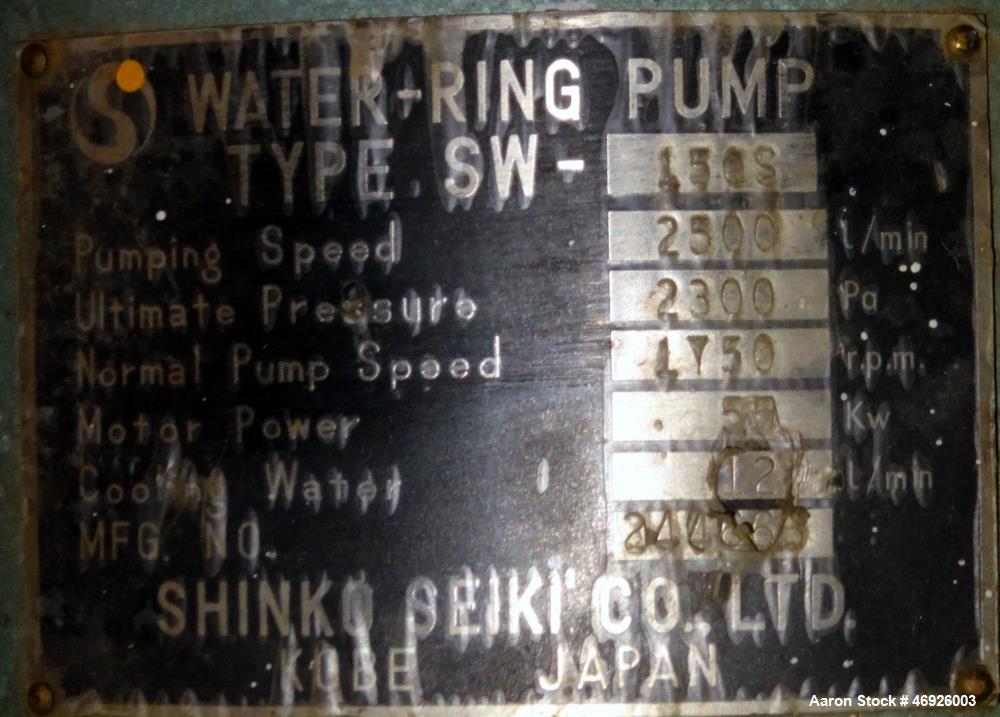 S WATER-RING PUMP
TYPE SW- 150S
Pumping Speed 2500 l/min
Ultimate Pressure 2300 Pa
Normal Pump Speed 1750 r.p.m.
Motor Power Kw
Cooling Water 12 l/min
MFG. NO.
SHINKO SEIKI CO., LTD.
KOBE JAPAN
Aaron Stock # 46926003